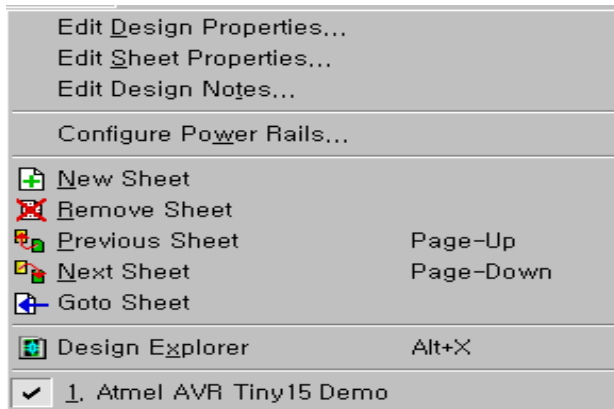 Edit Design Properties...
Edit Sheet Properties...
Edit Design Notes...
Configure Power Rails...
New Sheet
Remove Sheet
Previous Sheet Page-Up
Next Sheet Page-Down
Goto Sheet
Design Explorer Alt+X
1. Atmel AVR Tiny15 Demo